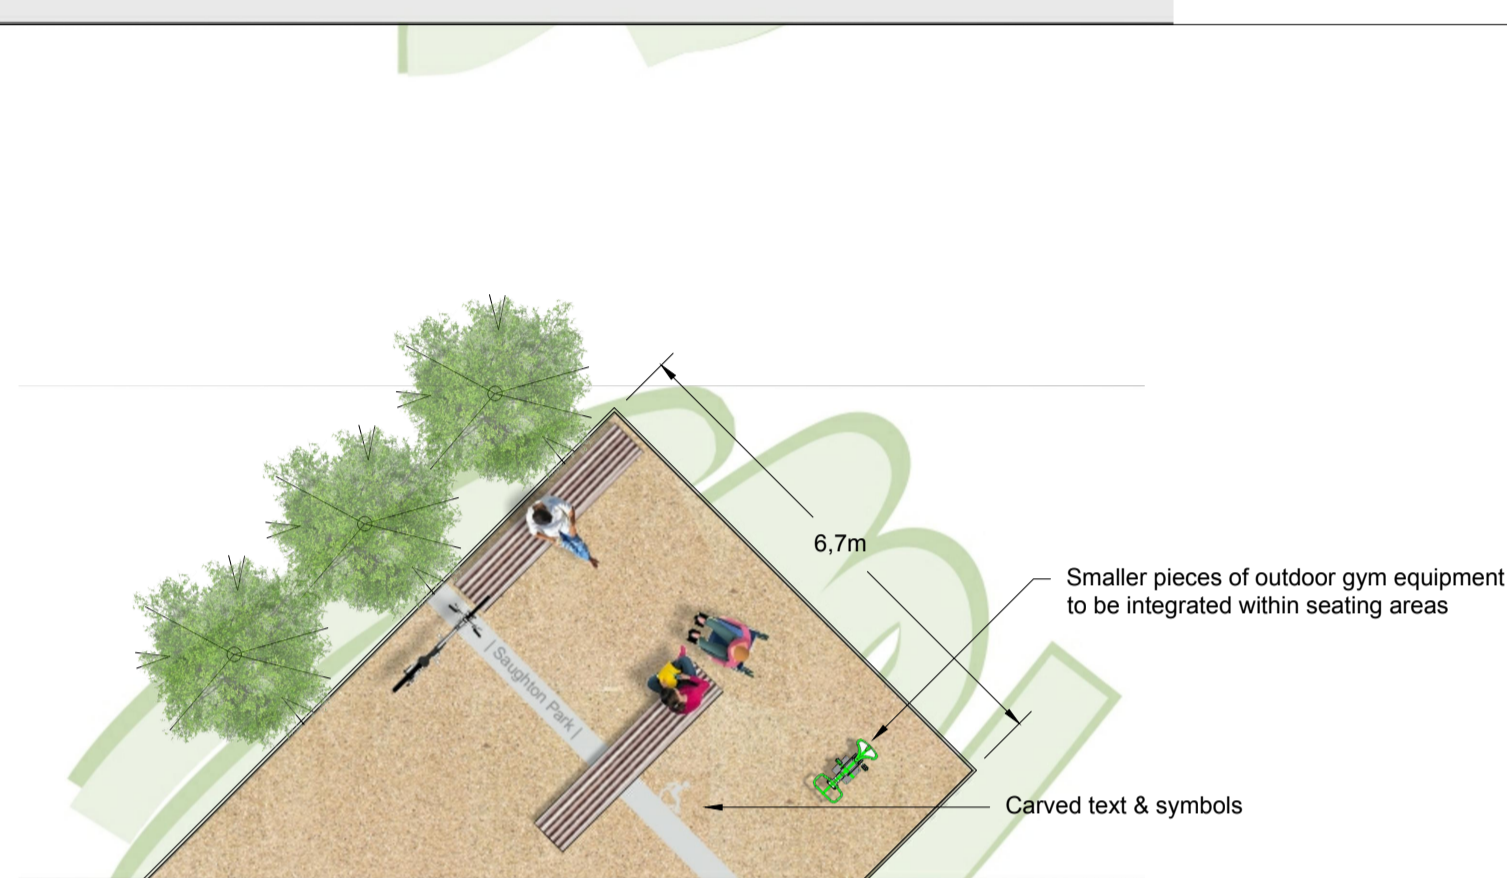 6,7m
Smaller pieces of outdoor gym equipment
to be integrated within seating areas
| Saughton Park |
Carved text & symbols